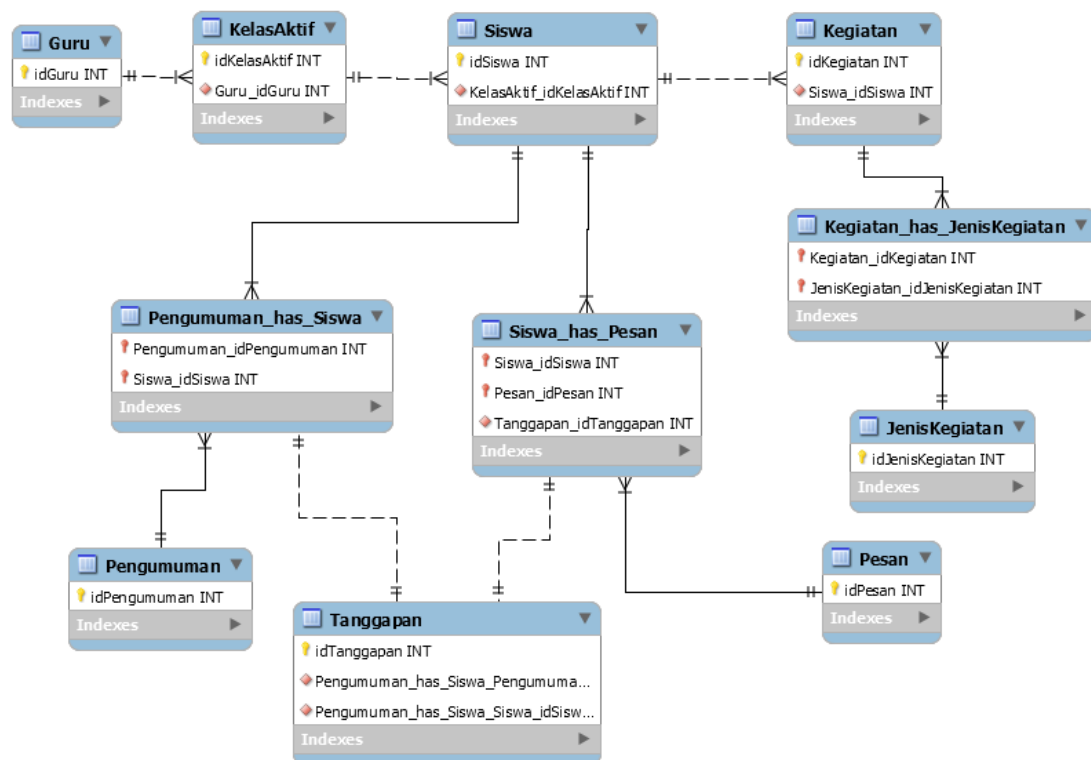 Guru
idGuru INT
Indexes
KelasAktif
idKelasAktif INT
Guru_idGuru INT
Indexes
Siswa
idSiswa INT
KelasAktif_idKelasAktif INT
Indexes
Kegiatan
idKegiatan INT
Siswa_idSiswa INT
Indexes
Kegiatan_has_JenisKegiatan
Kegiatan_idKegiatan INT
JenisKegiatan_idJenisKegiatan INT
Indexes
Pengumuman_has_Siswa
Pengumuman_idPengumuman INT
Siswa_idSiswa INT
Indexes
Siswa_has_Pesan
Siswa_idSiswa INT
Pesan_idPesan INT
Tanggapan_idTanggapan INT
Indexes
JenisKegiatan
idJenisKegiatan INT
Indexes
Pengumuman
idPengumuman INT
Indexes
Pesan
idPesan INT
Indexes
Tanggapan
idTanggapan INT
Pengumuman_has_Siswa_Pengumuma...
Pengumuman_has_Siswa_Siswa_idSisw...
Indexes